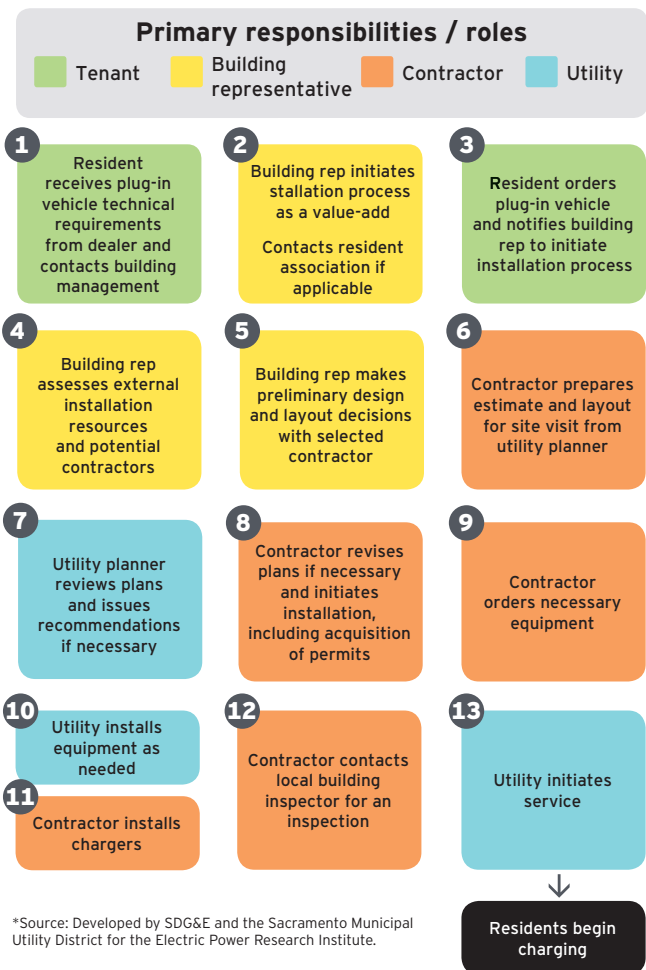 Primary responsibilities / roles
Tenant
Building
representative
Contractor
Utility
1
Resident
receives plug-in
vehicle technical
requirements
from dealer and
contacts building
management
2
Building rep initiates
stallation process
as a value-add
Contacts resident
association if
applicable
3
Resident orders
plug-in vehicle
and notifies building
rep to initiate
installation process
4
Building rep
assesses external
installation
resources
and potential
contractors
5
Building rep makes
preliminary design
and layout decisions
with selected
contractor
6
Contractor prepares
estimate and layout
for site visit from
utility planner
7
Utility planner
reviews plans
and issues
recommendations
if necessary
8
Contractor revises
plans if necessary
and initiates
installation,
including acquisition
of permits
9
Contractor
orders necessary
equipment
10
Utility installs
equipment as
needed
11
Contractor installs
chargers
12
Contractor contacts
local building
inspector for an
inspection
13
Utility initiates
service
Residents begin
charging
*Source: Developed by SDG&E and the Sacramento Municipal
Utility District for the Electric Power Research Institute.